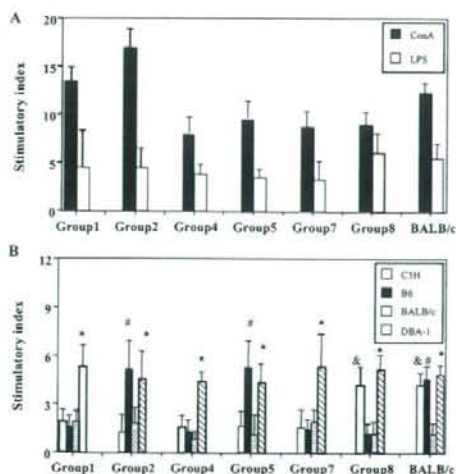 A
20
15
10
5
0
Stimulatory index
ConA
LPS
Group1 Group2 Group4 Group5 Group7 Group8 BALB/c
B
12
9
6
3
0
Stimulatory index
C3H
B6
BALB/c
DBA-1
* # * * # * * & * & # *
Group1 Group2 Group4 Group5 Group7 Group8 BALB/c